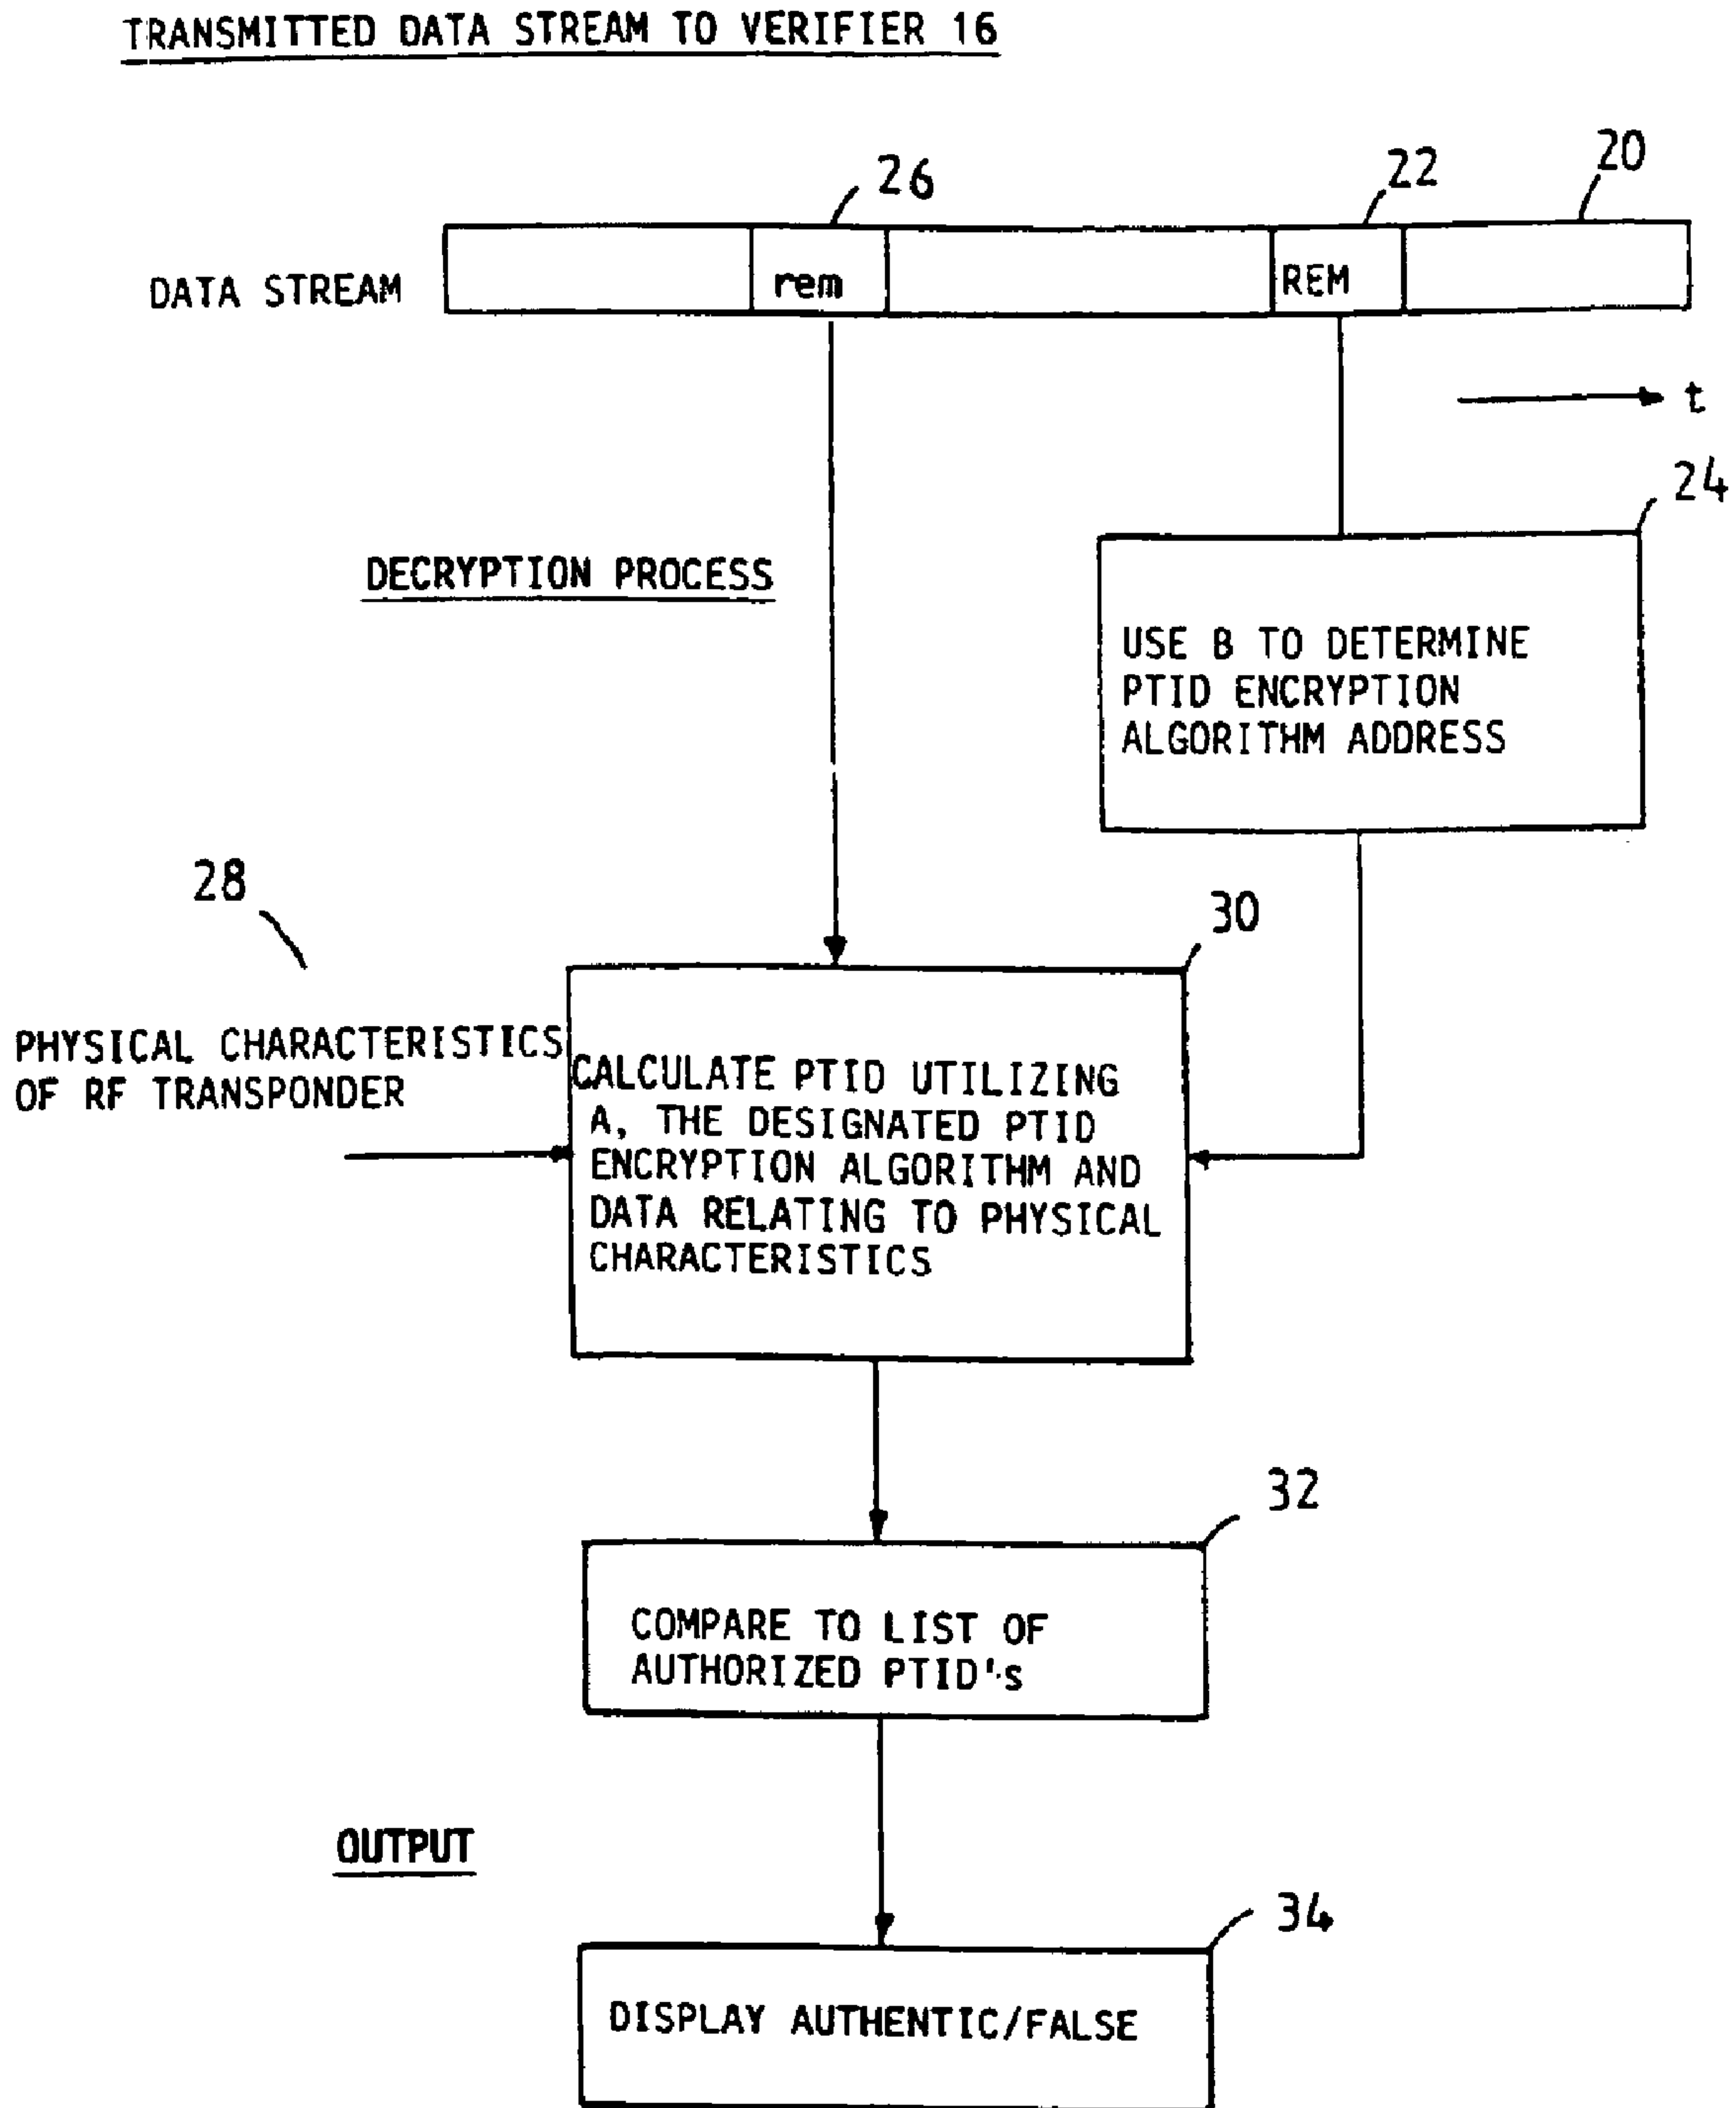 TRANSMITTED DATA STREAM TO VERIFIER 16
26
22
20
DATA STREAM
rem
REM
t
24
DECRYPTION PROCESS
USE B TO DETERMINE
PTID ENCRYPTION
ALGORITHM ADDRESS
28
30
PHYSICAL CHARACTERISTICS
OF RF TRANSPONDER
CALCULATE PTID UTILIZING
A, THE DESIGNATED PTID
ENCRYPTION ALGORITHM AND
DATA RELATING TO PHYSICAL
CHARACTERISTICS
32
COMPARE TO LIST OF
AUTHORIZED PTID's
OUTPUT
34
DISPLAY AUTHENTIC/FALSE